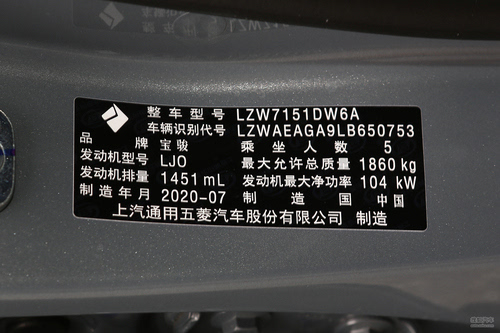 整车型号 LZW7151DW6A
车辆识别代号 LZWAEAGA9LB650753
品牌 宝骏 乘坐人数 5
发动机型号 LJO 最大允许总质量 1860kg
发动机排量 1451 mL 发动机最大净功率 104 kW
制造年月 2020-07 制造国 中国
上汽通用五菱汽车股份有限公司 制造